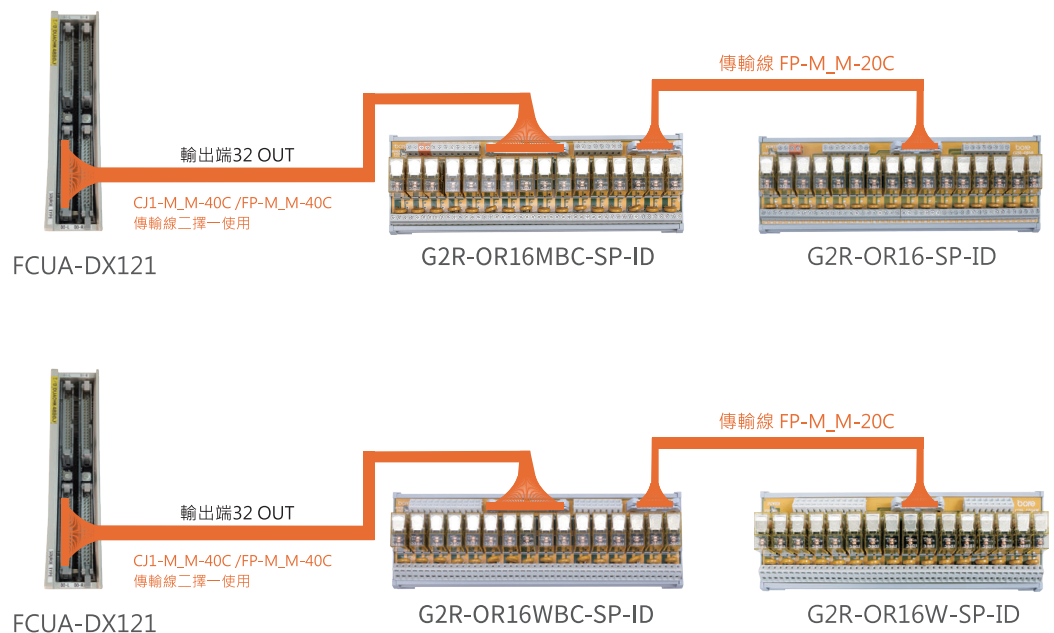 傳輸線 FP-M_M-20C
輸出端32 OUT
CJ1-M_M-40C /FP-M_M-40C
傳輸線二擇一使用
FCUA-DX121
G2R-OR16MBC-SP-ID
G2R-OR16-SP-ID
傳輸線 FP-M_M-20C
輸出端32 OUT
CJ1-M_M-40C /FP-M_M-40C
傳輸線二擇一使用
FCUA-DX121
G2R-OR16WBC-SP-ID
G2R-OR16W-SP-ID